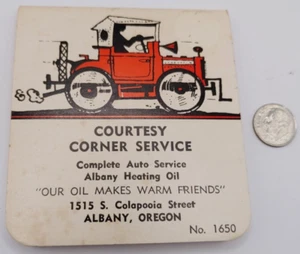 COURTESY
CORNER SERVICE
Complete Auto Service
Albany Heating Oil
"OUR OIL MAKES WARM FRIENDS"
1515 S. Colapooia Street
ALBANY, OREGON
No. 1650